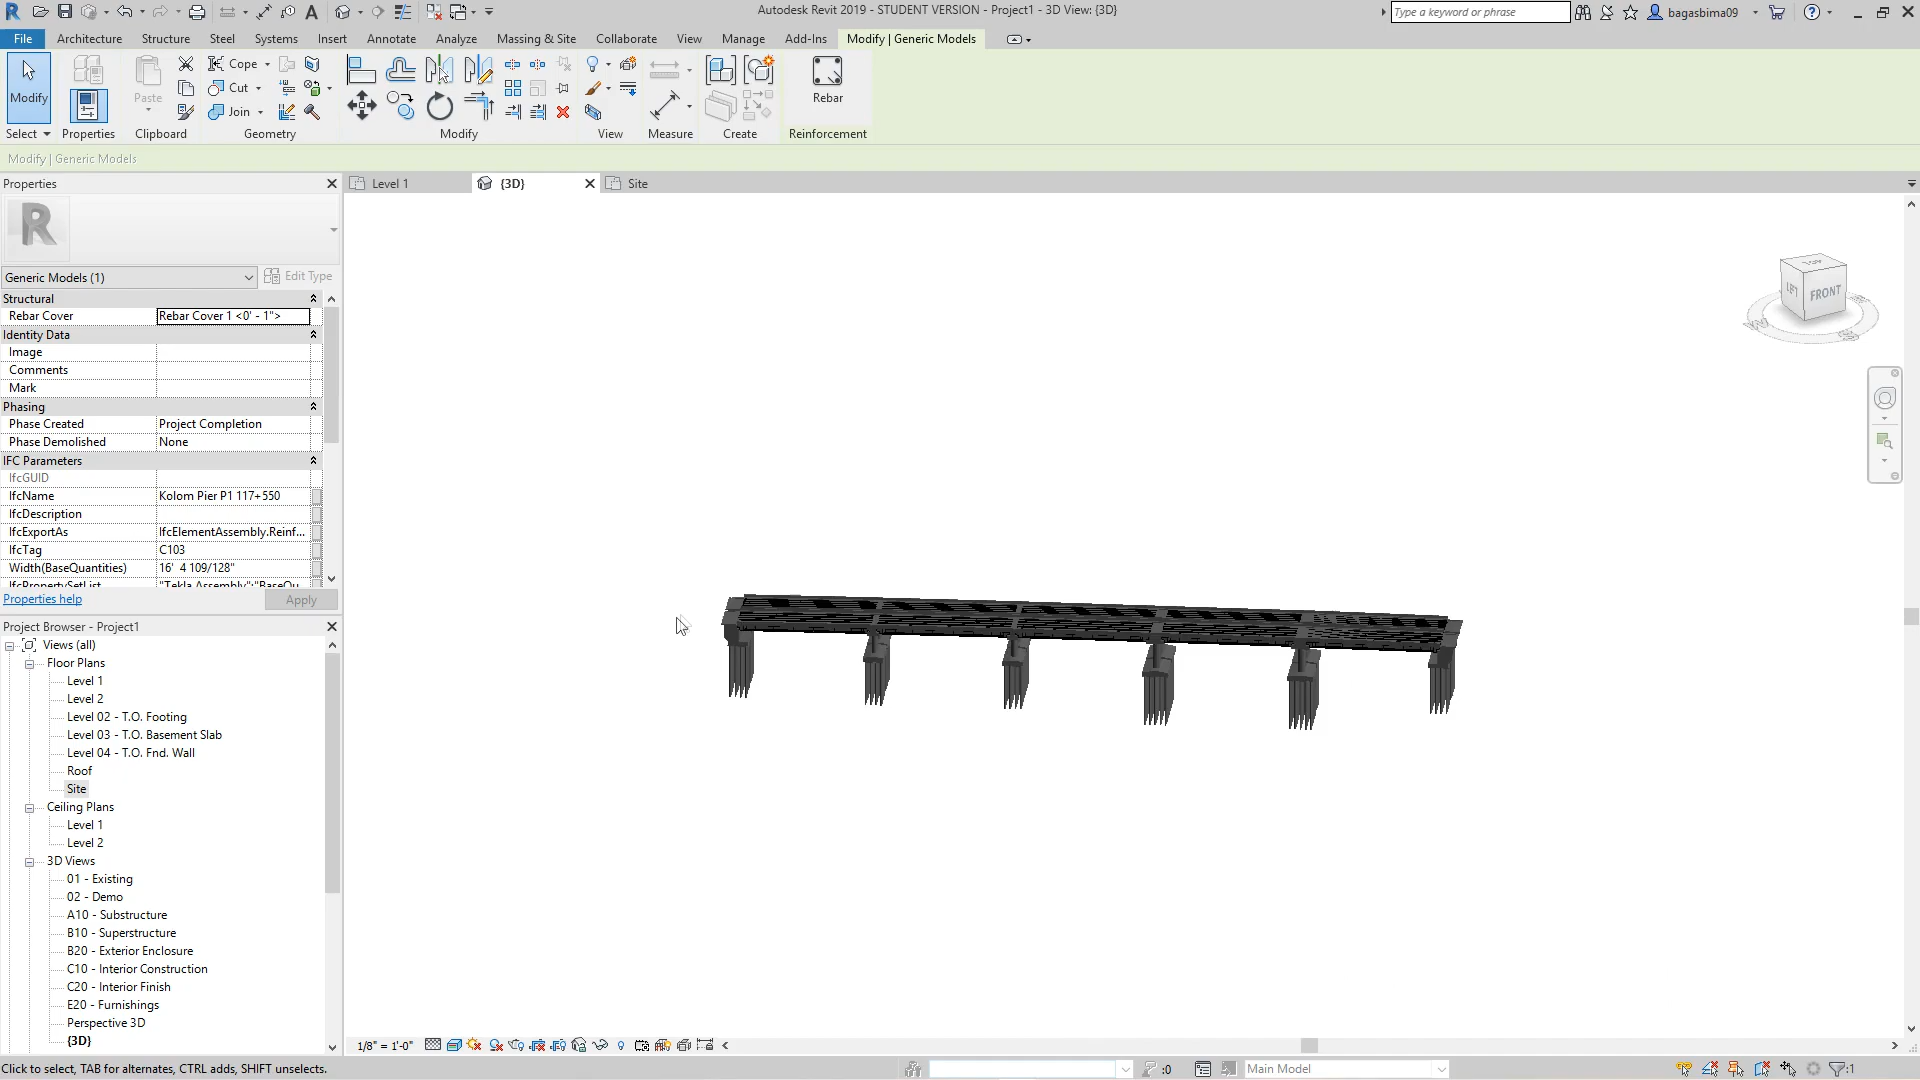 Autodesk Revit 2019 - STUDENT VERSION - Project1 - 3D View: {3D}
Type a keyword or phrase
bagasbima09
File
Architecture
Structure
Steel
Systems
Insert
Annotate
Analyze
Massing & Site
Collaborate
View
Manage
Add-Ins
Modify | Generic Models
Modify
Paste
Cope
Cut
Join
Rebar
Select
Properties
Clipboard
Geometry
Modify
View
Measure
Create
Reinforcement
Modify | Generic Models
Properties
Level 1
{3D}
Site
Generic Models (1)
Edit Type
Structural
Rebar Cover
Rebar Cover 1 <0' - 1">
Identity Data
Image
Comments
Mark
Phasing
Phase Created
Project Completion
Phase Demolished
None
IFC Parameters
IfcGUID
IfcName
Kolom Pier P1 117+550
IfcDescription
IfcExportAs
IfcElementAssembly.Reinf...
IfcTag
C103
Width(BaseQuantities)
16' 4 109/128"
IfcPropertySetList
"Tekla Assembly";"BaseQu
Properties help
Apply
Project Browser - Project1
Views (all)
Floor Plans
Level 1
Level 2
Level 02 - T.O. Footing
Level 03 - T.O. Basement Slab
Level 04 - T.O. Fnd. Wall
Roof
Site
Ceiling Plans
Level 1
Level 2
3D Views
01 - Existing
02 - Demo
A10 - Substructure
B10 - Superstructure
B20 - Exterior Enclosure
C10 - Interior Construction
C20 - Interior Finish
E20 - Furnishings
Perspective 3D
{3D}
TOP
LEFT
FRONT
W
S
1/8" = 1'-0"
Click to select, TAB for alternates, CTRL adds, SHIFT unselects.
:0
Main Model
:1